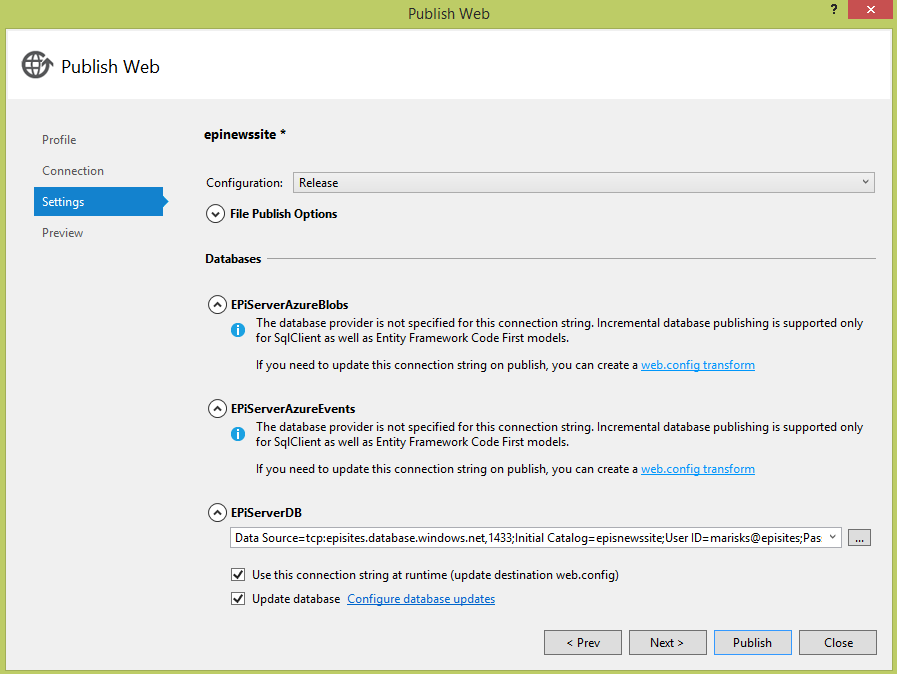 Publish Web
?
Publish Web
Profile
Connection
Settings
Preview
epinewssite *
Configuration: Release
File Publish Options
Databases
EPiServerAzureBlobs
The database provider is not specified for this connection string. Incremental database publishing is supported only
for SqlClient as well as Entity Framework Code First models.
If you need to update this connection string on publish, you can create a web.config transform
EPiServerAzureEvents
The database provider is not specified for this connection string. Incremental database publishing is supported only
for SqlClient as well as Entity Framework Code First models.
If you need to update this connection string on publish, you can create a web.config transform
EPiServerDB
Data Source=tcp:episites.database.windows.net,1433;Initial Catalog=episnewssite;User ID=marisks@episites;Pas
...
Use this connection string at runtime (update destination web.config)
Update database Configure database updates
< Prev Next > Publish Close